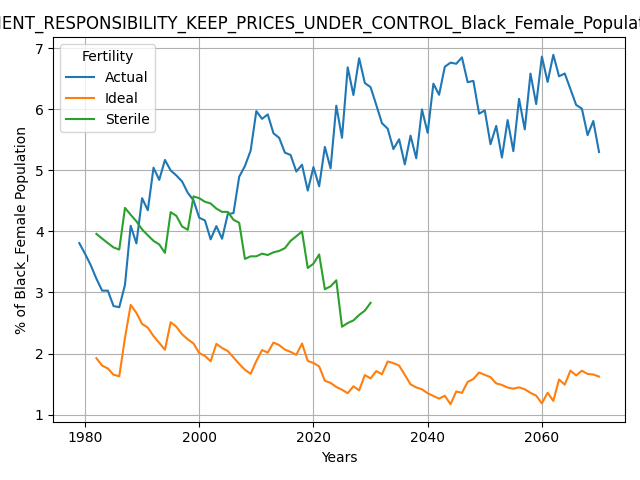 MENT_RESPONSIBILITY_KEEP_PRICES_UNDER_CONTROL_Black_Female_Populat
Fertility
Actual
Ideal
Sterile
7
6
5
4
3
2
1
% of Black_Female Population
1980
2000
2020
2040
2060
Years